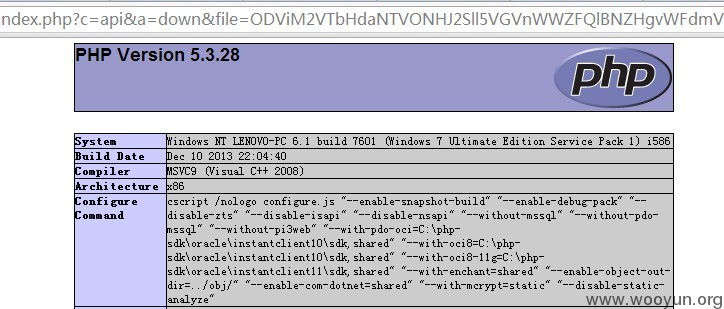 ndex.php?c=api&a=down&file=ODViM2VTbHdaNTVONHJ2Sll5VGVnWWZFQlBNZHgvWFdmV
PHP Version 5.3.28
php
System Windows NT LENOVO-PC 6.1 build 7601 (Windows 7 Ultimate Edition Service Pack 1) i586
Build Date Dec 10 2013 22:04:40
Compiler MSVC9 (Visual C++ 2008)
Architecture x86
Configure Command cscript /nologo configure.js "--enable-snapshot-build" "--enable-debug-pack" "--
disable-zts" "--disable-isapi" "--disable-nsapi" "--without-mssql" "--without-pdo-
mssql" "--without-pi3web" "--with-pdo-oci=C:\php-
sdk\oracle\instantclient10\sdk,shared" "--with-oci8=C:\php-
sdk\oracle\instantclient10\sdk,shared" "--with-oci8-11g=C:\php-
sdk\oracle\instantclient11\sdk,shared" "--with-enchant=shared" "--enable-object-out-
dir=../obj/" "--enable-com-dotnet=shared" "--with-mcrypt=static" "--disable-static-
analyze"
www.wooyun.org